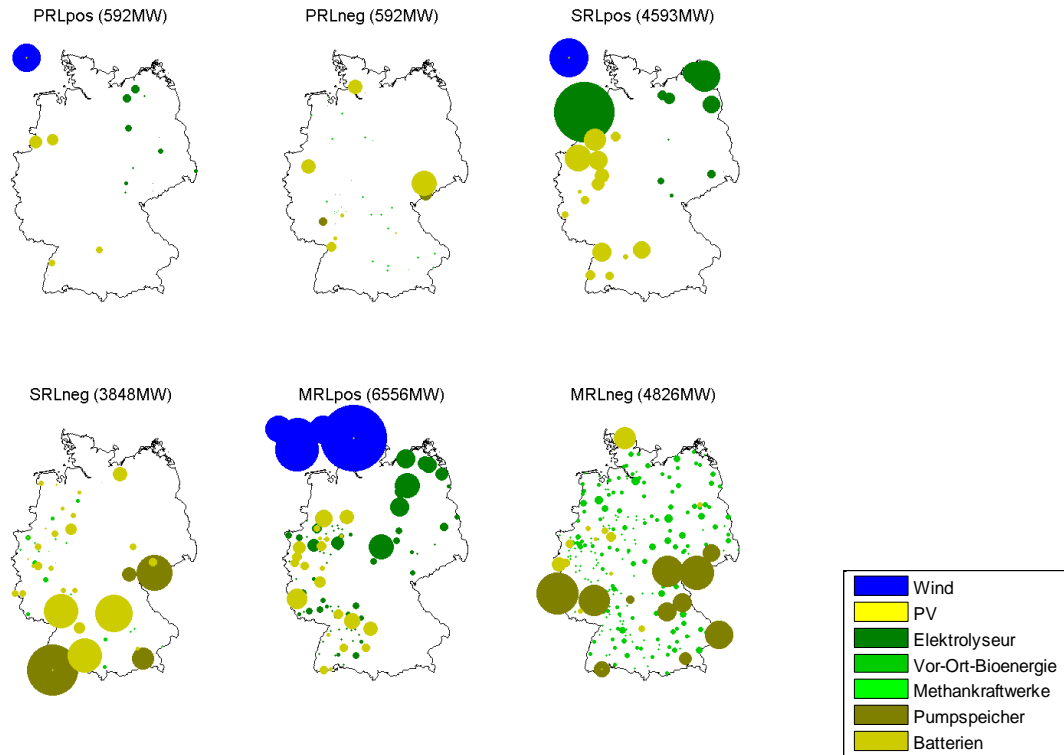 PRLpos (592MW)
PRLneg (592MW)
SRLpos (4593MW)
SRLneg (3848MW)
MRLpos (6556MW)
MRLneg (4826MW)
Wind
PV
Elektrolyseur
Vor-Ort-Bioenergie
Methankraftwerke
Pumpspeicher
Batterien